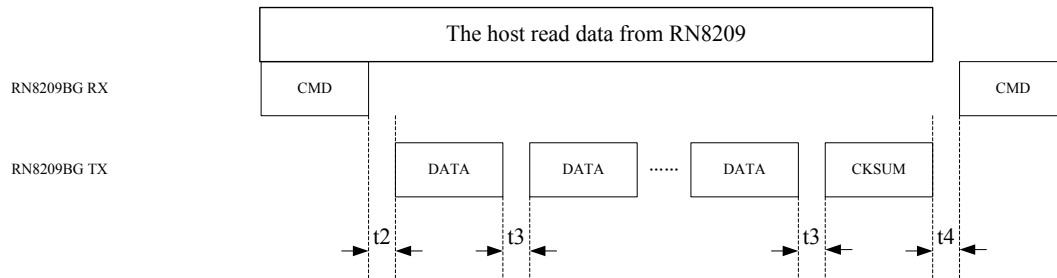 The host read data from RN8209
RN8209BG RX
CMD
CMD
RN8209BG TX
DATA
DATA
......
DATA
CKSUM
t2
t3
t3
t4